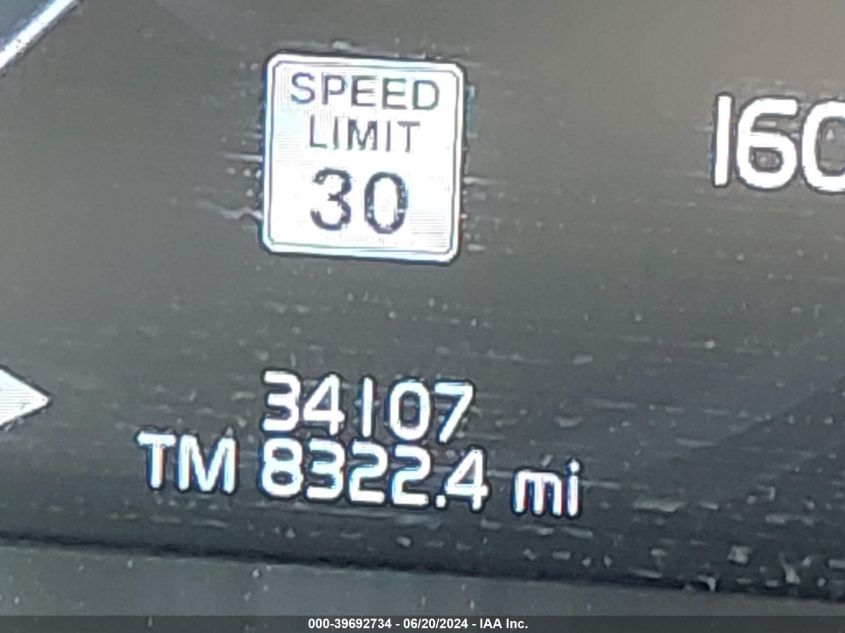 SPEED
LIMIT
30
160
34107
TM 8322.4 mi
000-39692734 - 06/20/2024 - IAA Inc.